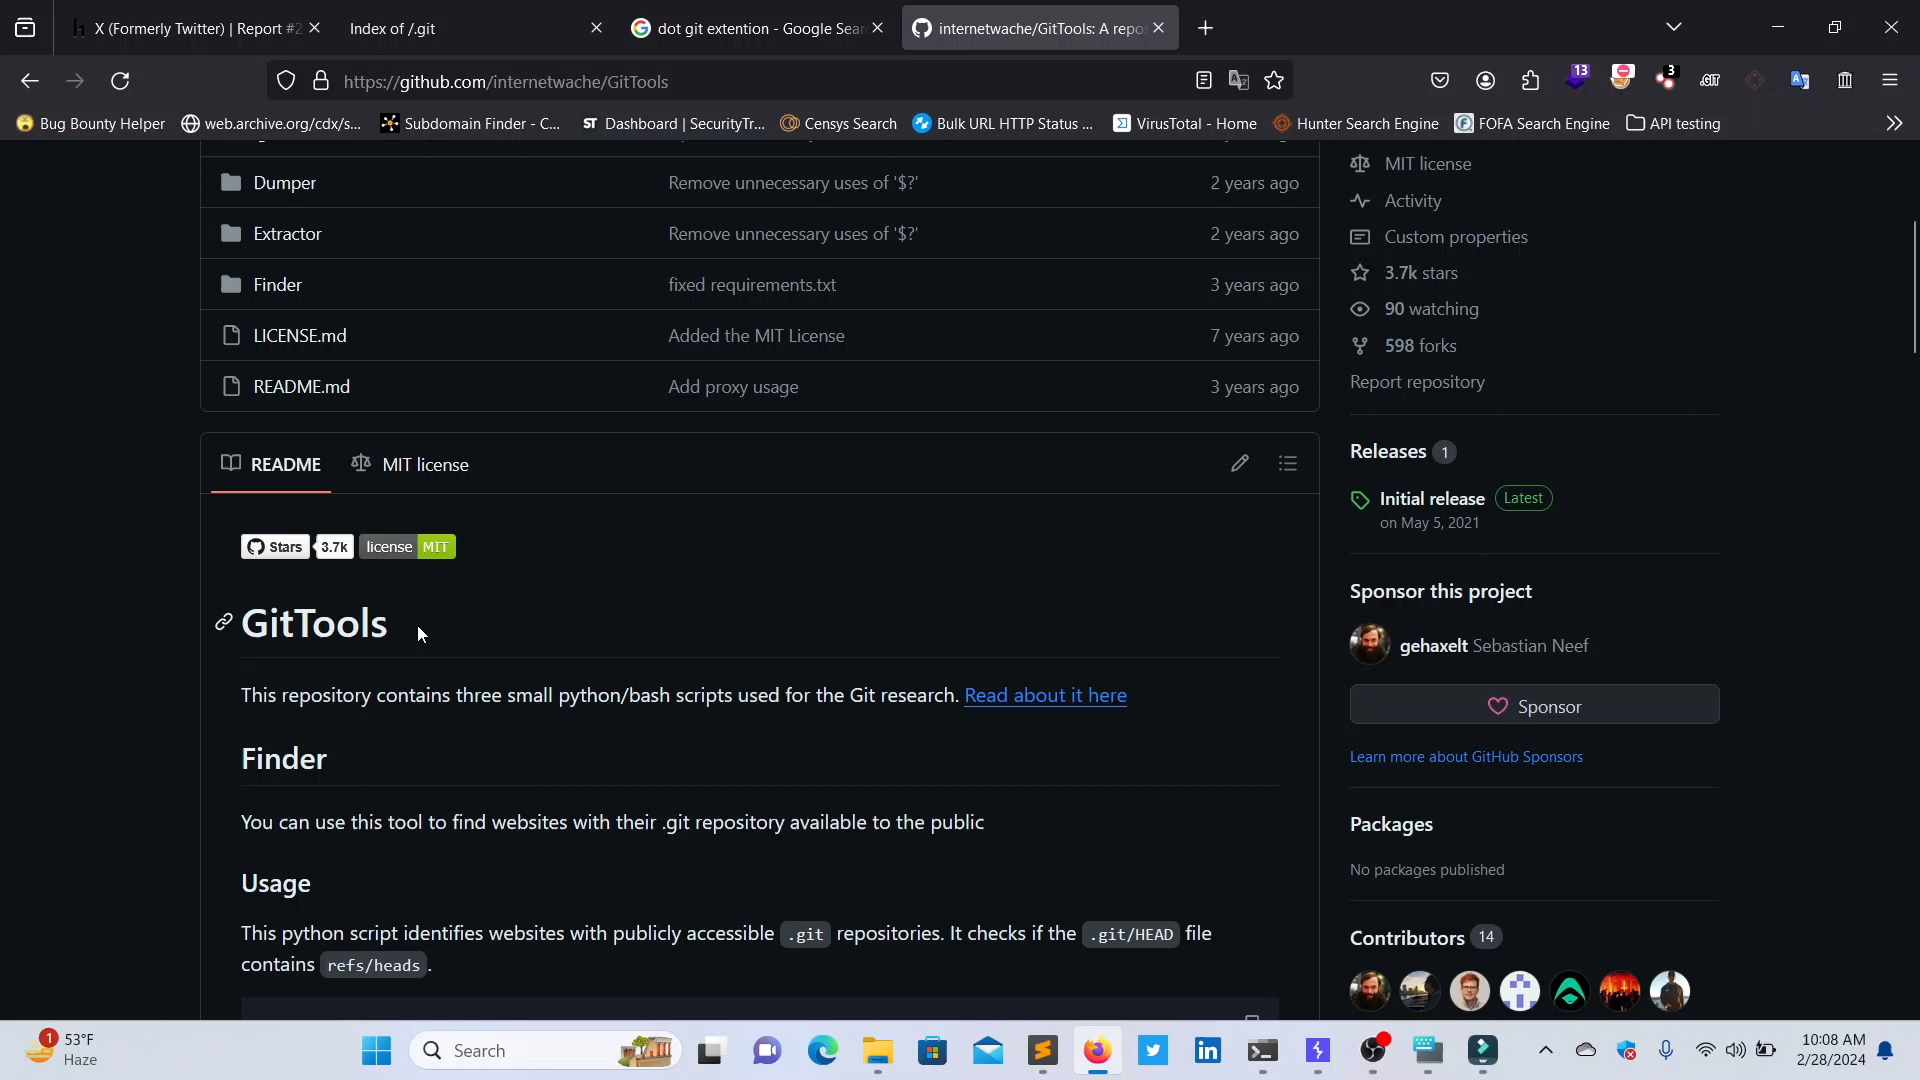 X (Formerly Twitter) | Report #2
Index of /.git
dot git extention - Google Sear
internetwache/GitTools: A repos
https://github.com/internetwache/GitTools
13
3
.GIT
Bug Bounty Helper
web.archive.org/cdx/s...
Subdomain Finder - C...
ST Dashboard | SecurityTr...
Censys Search
Bulk URL HTTP Status ...
VirusTotal - Home
Hunter Search Engine
FOFA Search Engine
API testing
Dumper Remove unnecessary uses of '$?' 2 years ago
Extractor Remove unnecessary uses of '$?' 2 years ago
Finder fixed requirements.txt 3 years ago
LICENSE.md Added the MIT License 7 years ago
README.md Add proxy usage 3 years ago
README MIT license
Stars 3.7k license MIT
GitTools
This repository contains three small python/bash scripts used for the Git research. Read about it here
Finder
You can use this tool to find websites with their .git repository available to the public
Usage
This python script identifies websites with publicly accessible .git repositories. It checks if the .git/HEAD file
contains refs/heads.
MIT license
Activity
Custom properties
3.7k stars
90 watching
598 forks
Report repository
Releases 1
Initial release Latest
on May 5, 2021
Sponsor this project
gehaxelt Sebastian Neef
Sponsor
Learn more about GitHub Sponsors
Packages
No packages published
Contributors 14
1
53°F
Haze
Search
10:08 AM
2/28/2024